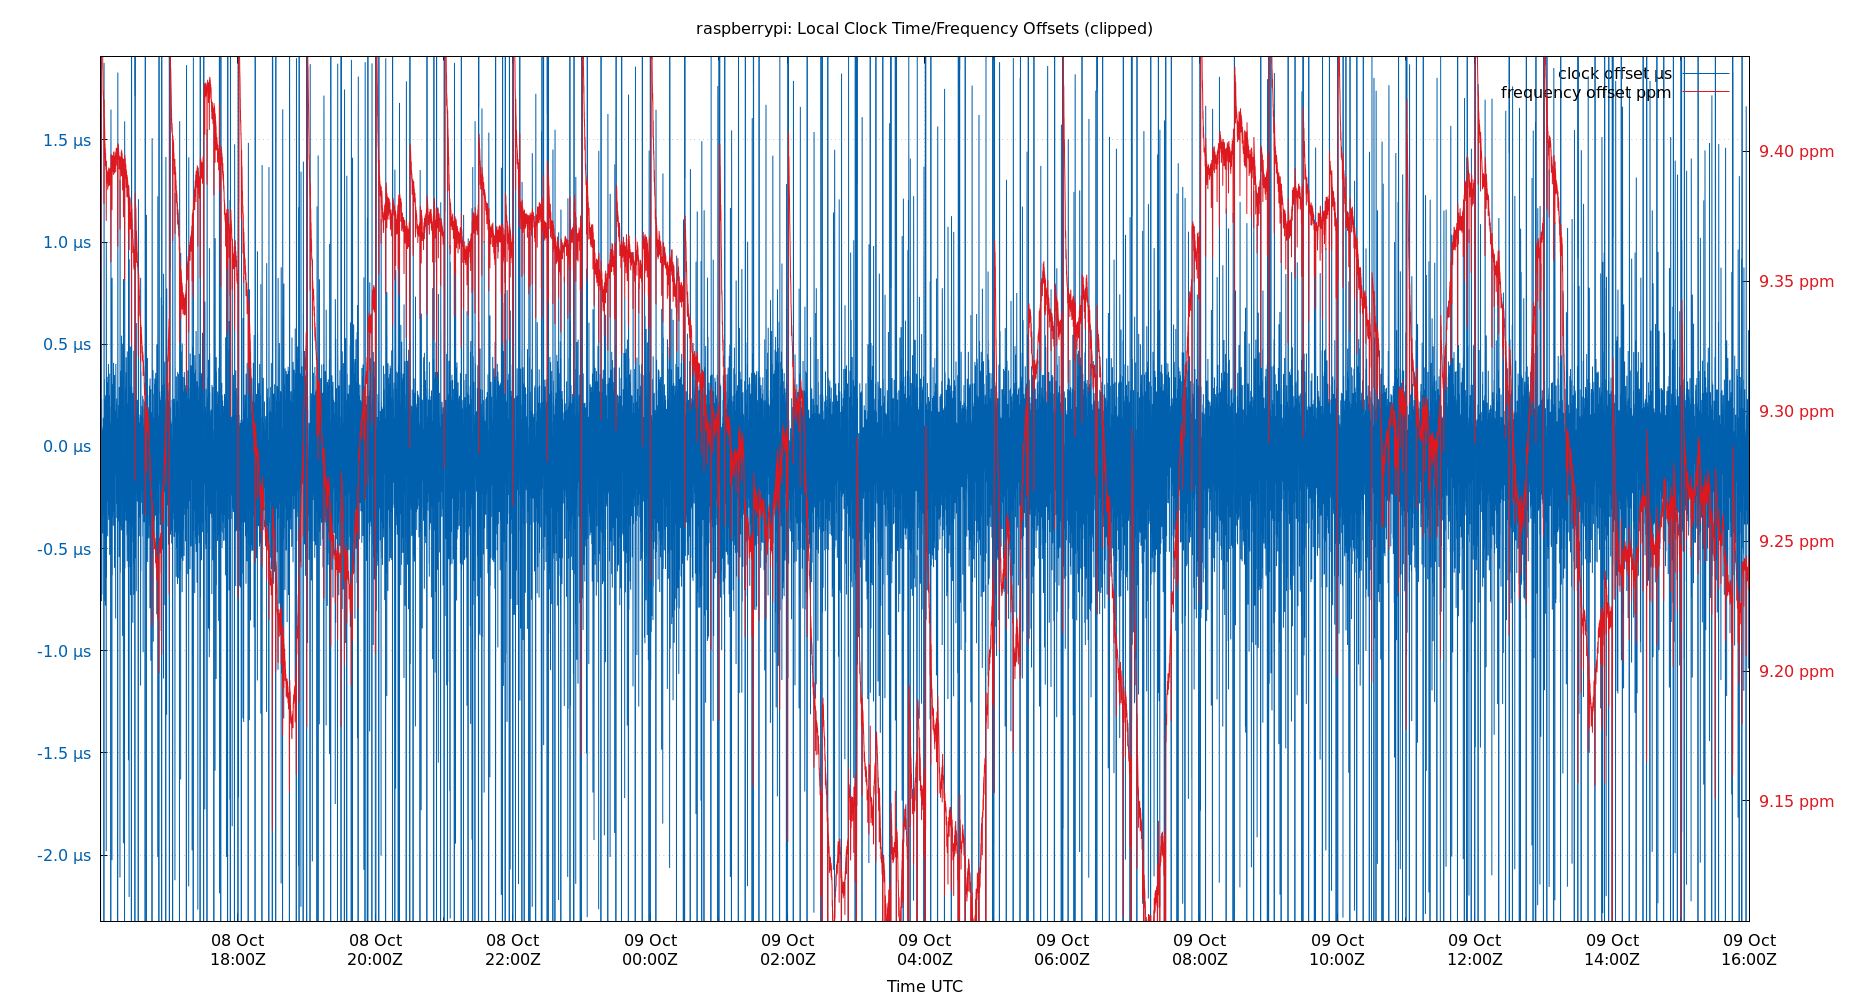 raspberrypi: Local Clock Time/Frequency Offsets (clipped)
clock offset µs
frequency offset ppm
1.5 µs
1.0 µs
0.5 µs
0.0 µs
-0.5 µs
-1.0 µs
-1.5 µs
-2.0 µs
9.40 ppm
9.35 ppm
9.30 ppm
9.25 ppm
9.20 ppm
9.15 ppm
08 Oct 08 Oct 08 Oct 09 Oct 09 Oct 09 Oct 09 Oct 09 Oct 09 Oct 09 Oct 09 Oct 09 Oct
18:00Z 20:00Z 22:00Z 00:00Z 02:00Z 04:00Z 06:00Z 08:00Z 10:00Z 12:00Z 14:00Z 16:00Z
Time UTC